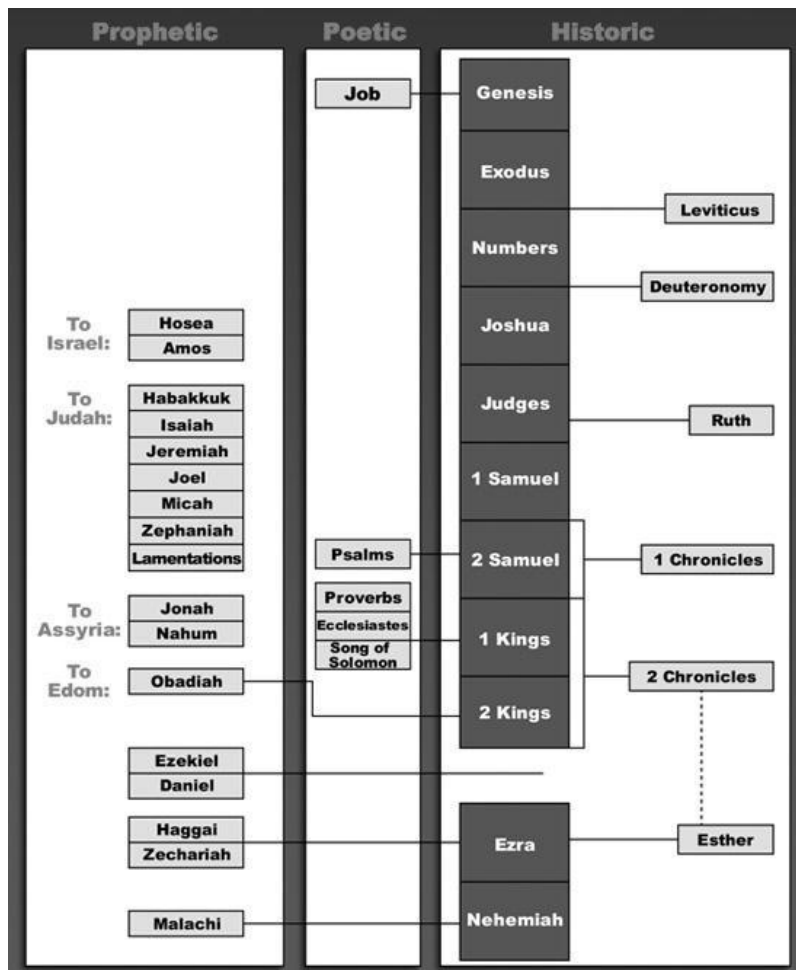 Prophetic
Poetic
Historic
To
Israel:
Hosea
Amos
To
Judah:
Habakkuk
Isaiah
Jeremiah
Joel
Micah
Zephaniah
Lamentations
To
Assyria:
Jonah
Nahum
To
Edom:
Obadiah
Ezekiel
Daniel
Haggai
Zechariah
Malachi
Job
Psalms
Proverbs
Ecclesiastes
Song of
Solomon
Genesis
Exodus
Numbers
Joshua
Judges
1 Samuel
2 Samuel
1 Kings
2 Kings
Ezra
Nehemiah
Leviticus
Deuteronomy
Ruth
1 Chronicles
2 Chronicles
Esther